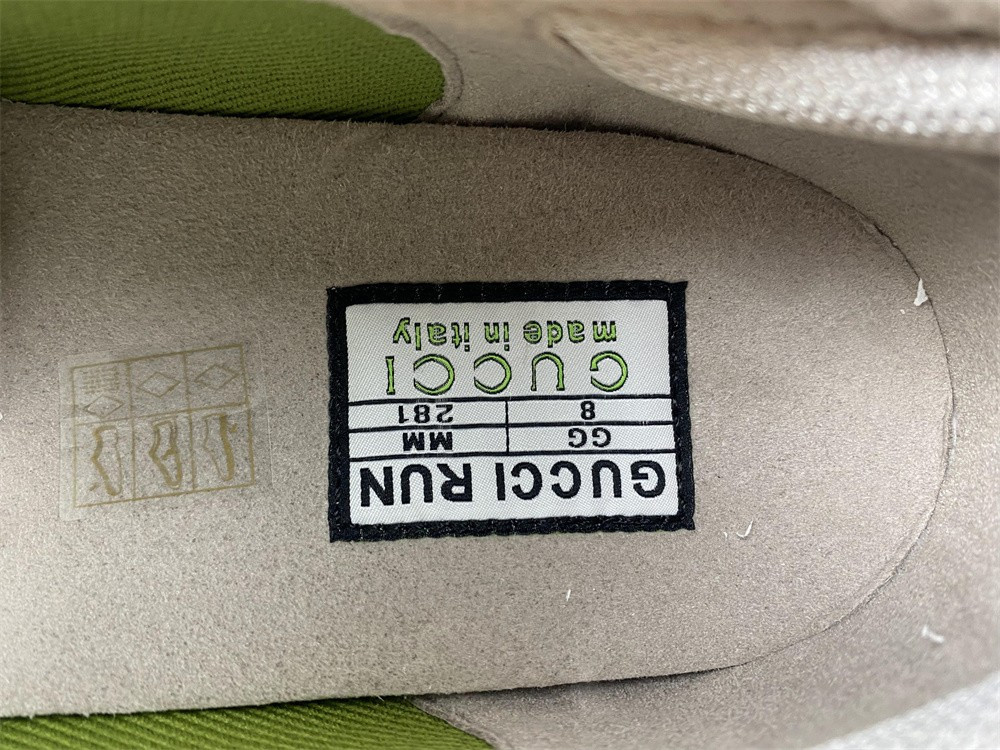 GUCCI RUN
GG MM
8 281
GUCCI
made in italy